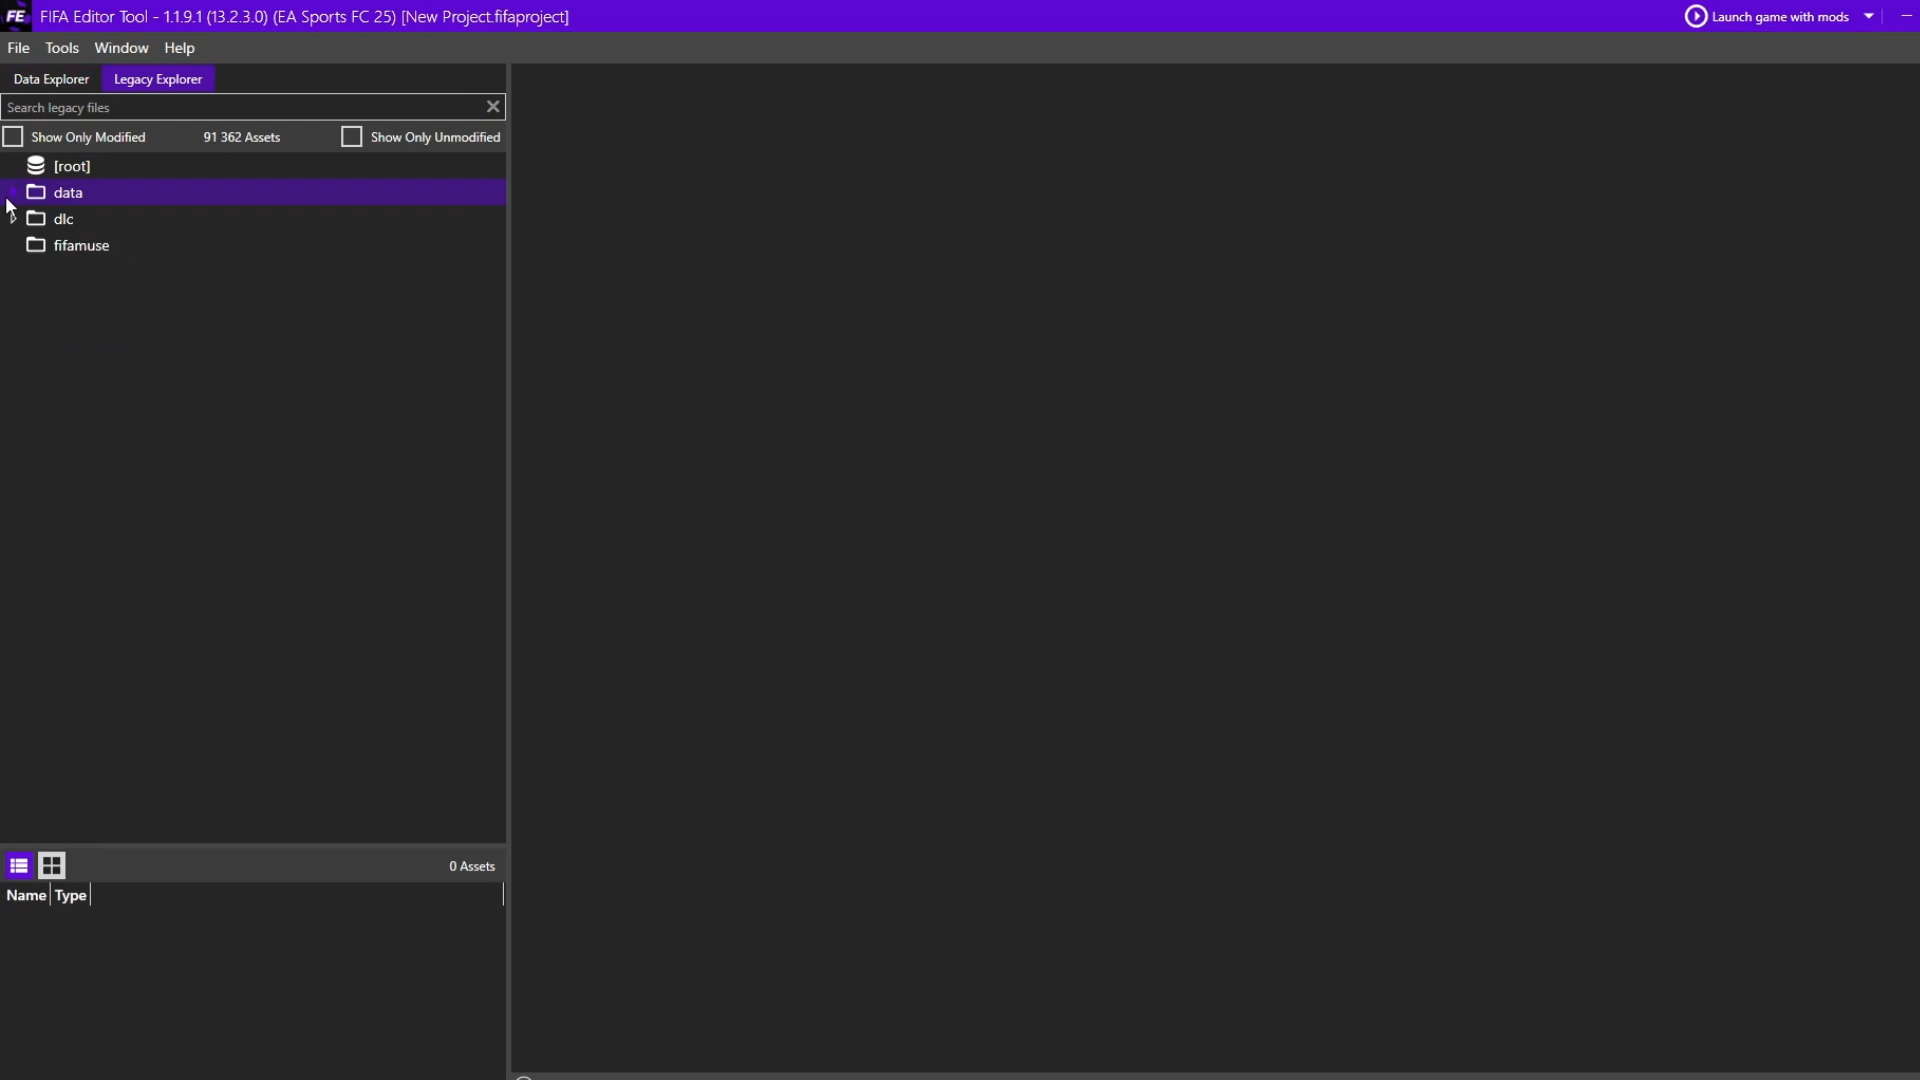 FE FIFA Editor Tool - 1.1.9.1 (13.2.3.0) (EA Sports FC 25) [New Project.fifaproject] Launch game with mods
File Tools Window Help
Data Explorer Legacy Explorer
Search legacy files
Show Only Modified 91 362 Assets Show Only Unmodified
[root]
data
dlc
fifamuse
0 Assets
Name Type